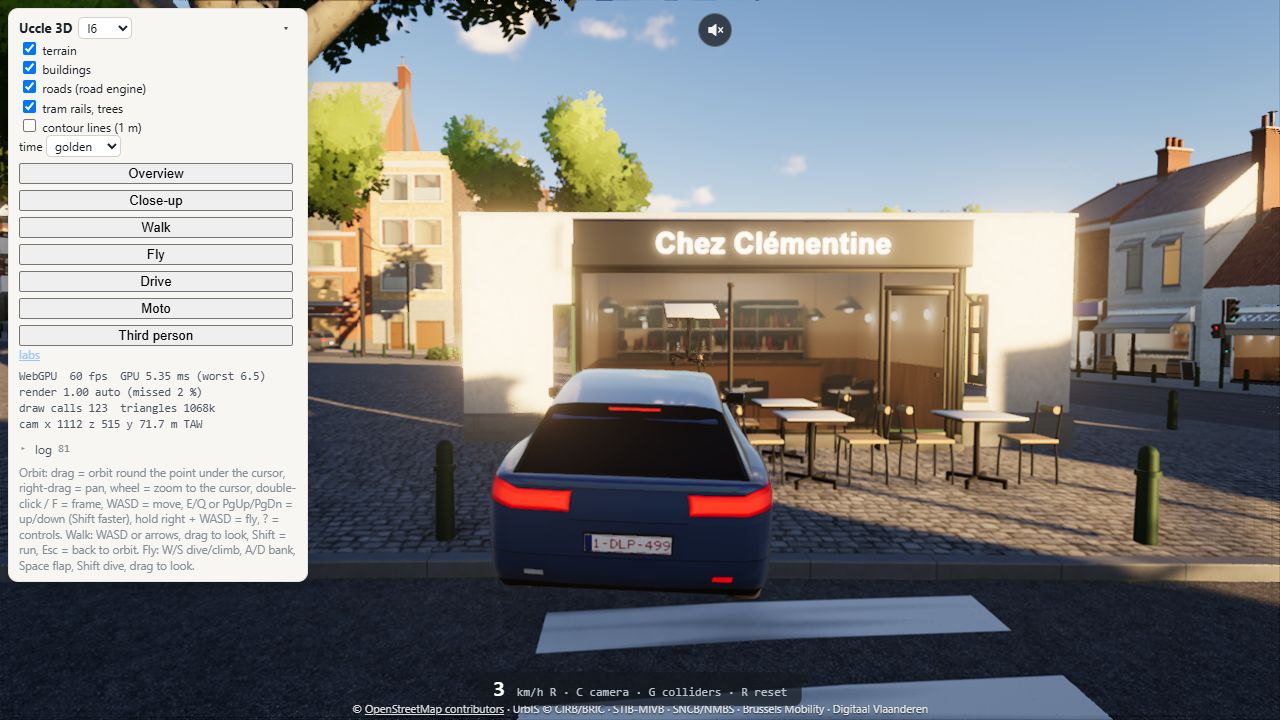 Uccle 3D l6
terrain
buildings
roads (road engine)
tram rails, trees
contour lines (1 m)
time golden
Overview
Close-up
Walk
Fly
Drive
Moto
Third person
labs
WebGPU 60 fps GPU 5.35 ms (worst 6.5)
render 1.00 auto (missed 2 %)
draw calls 123 triangles 1068k
cam x 1112 z 515 y 71.7 m TAW
log 81
Orbit: drag = orbit round the point under the cursor,
right-drag = pan, wheel = zoom to the cursor, double-
click / F = frame, WASD = move, E/Q or PgUp/PgDn =
up/down (Shift faster), hold right + WASD = fly, ? =
controls. Walk: WASD or arrows, drag to look, Shift =
run, Esc = back to orbit. Fly: W/S dive/climb, A/D bank,
Space flap, Shift dive, drag to look.
Chez Clémentine
1-DLP-499
3 km/h R · C camera · G colliders · R reset
© OpenStreetMap contributors · UrbIS © CIRB/BRIC · STIB-MIVB · SNCB/NMBS · Brussels Mobility · Digitaal Vlaanderen